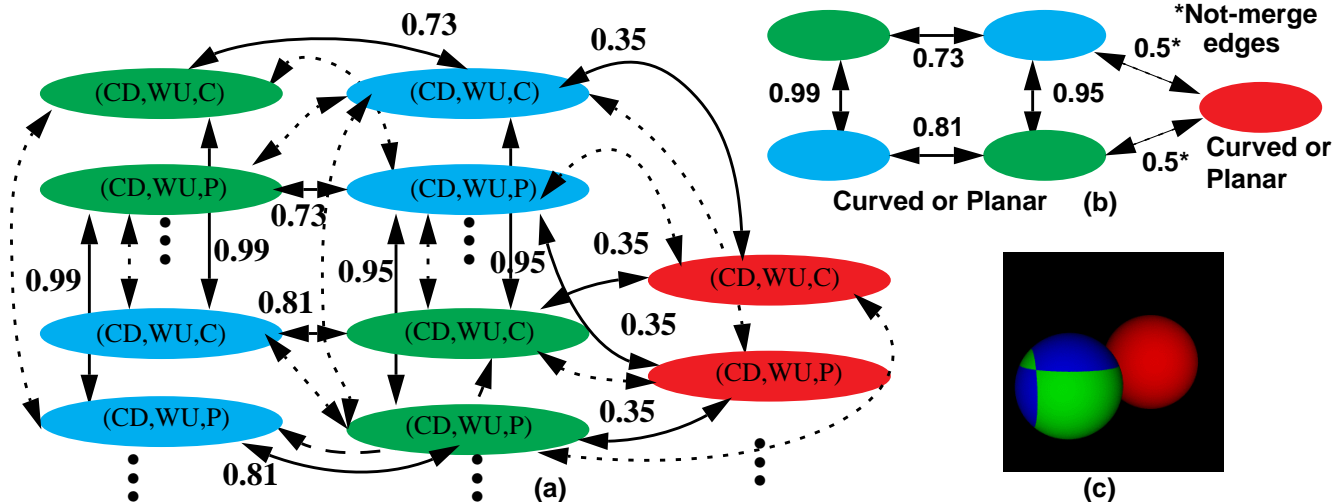 0.73
0.35
(CD,WU,C)
(CD,WU,C)
(CD,WU,P)
(CD,WU,P)
0.73
0.99
0.99
0.95
0.95
0.35
(CD,WU,C)
0.81
(CD,WU,C)
(CD,WU,C)
0.35
(CD,WU,P)
(CD,WU,P)
(CD,WU,P)
0.35
0.81
(a)
*Not-merge
edges
0.73
0.5*
0.99
0.95
0.81
0.5*
Curved or
Planar
Curved or Planar
(b)
(c)